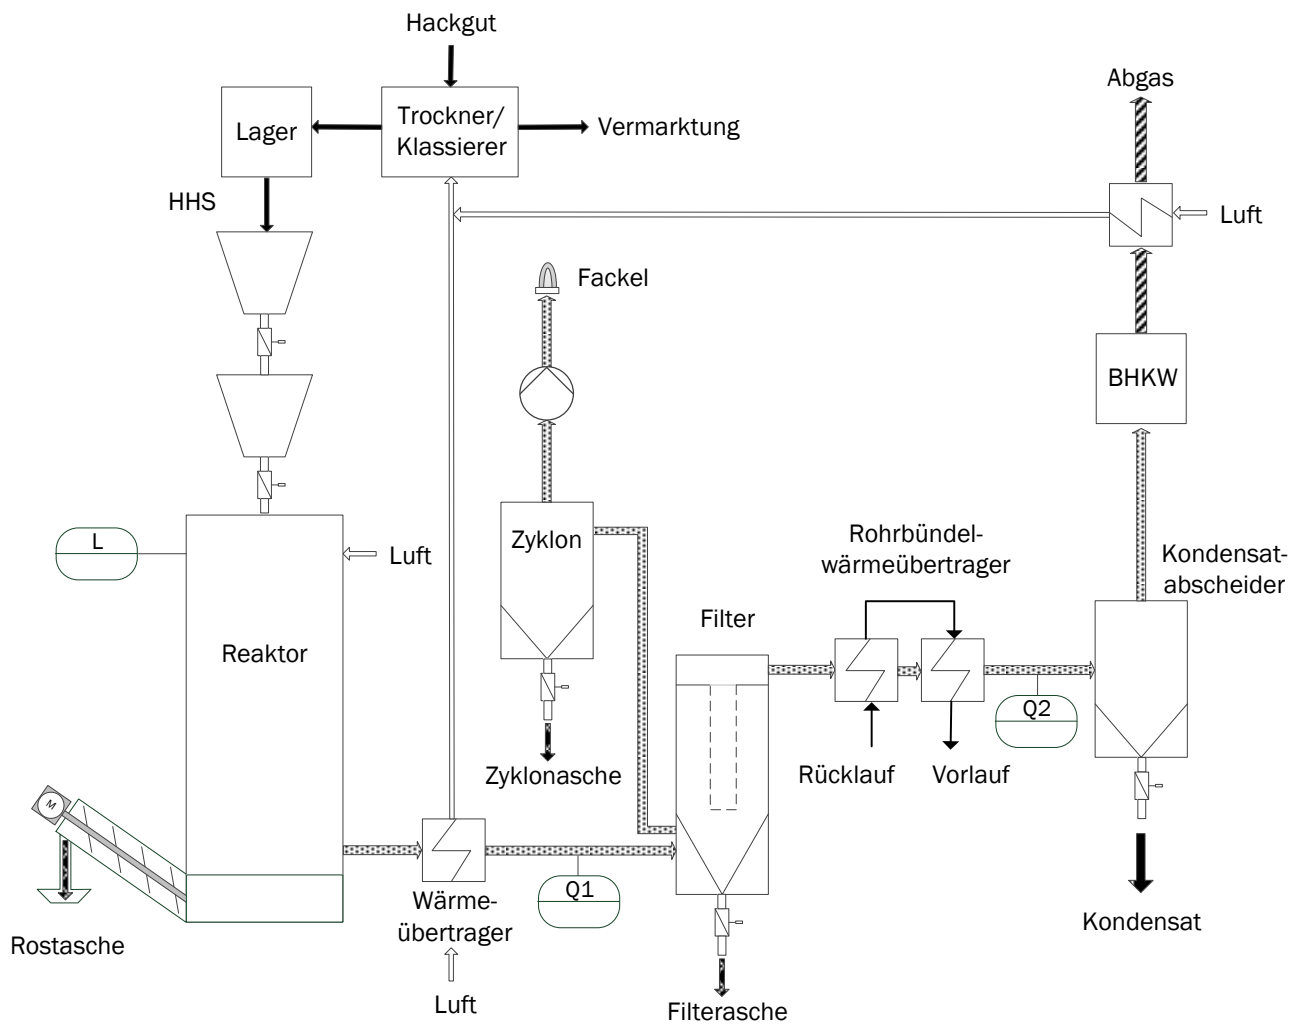 Hackgut
Abgas
Lager
Trockner/
Klassierer
Vermarktung
HHS
Luft
Fackel
BHKW
L
Luft
Zyklon
Rohrbündel-
wärmeübertrager
Kondensat-
abscheider
Reaktor
Filter
Q2
Zyklonasche
Rücklauf
Vorlauf
M
Q1
Wärme-
übertrager
Kondensat
Rostasche
Luft
Filterasche